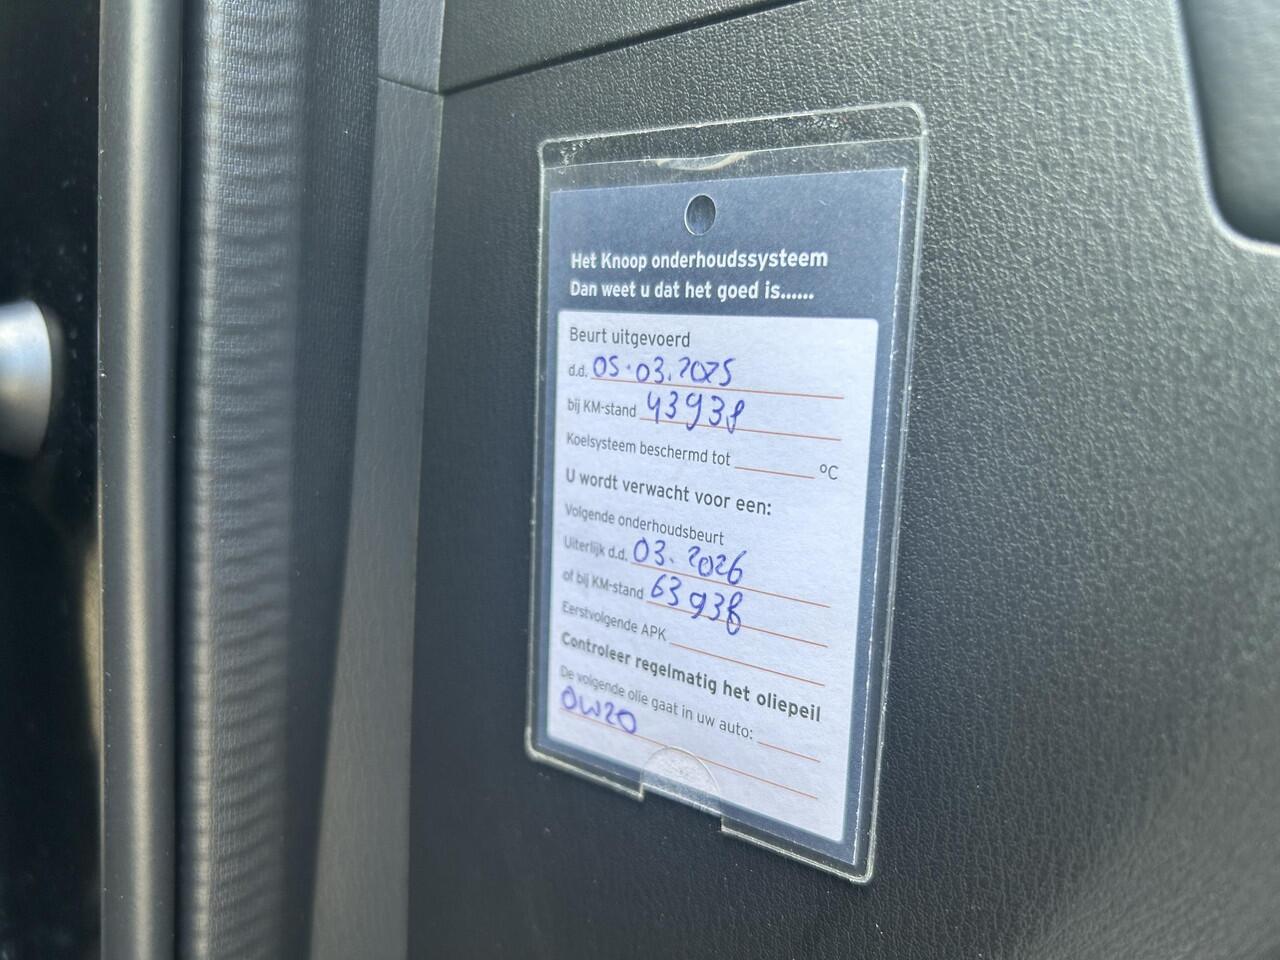 Het Knoop onderhoudssysteem
Dan weet u dat het goed is......
Beurt uitgevoerd
d.d. 05.03.2025
bij KM-stand 43938
Koelsysteem beschermd tot ________ °C
U wordt verwacht voor een:
Volgende onderhoudsbeurt
Uiterlijk d.d. 03.2026
of bij KM-stand 63938
Eerstvolgende APK
Controleer regelmatig het oliepeil
De volgende olie gaat in uw auto:
0W20